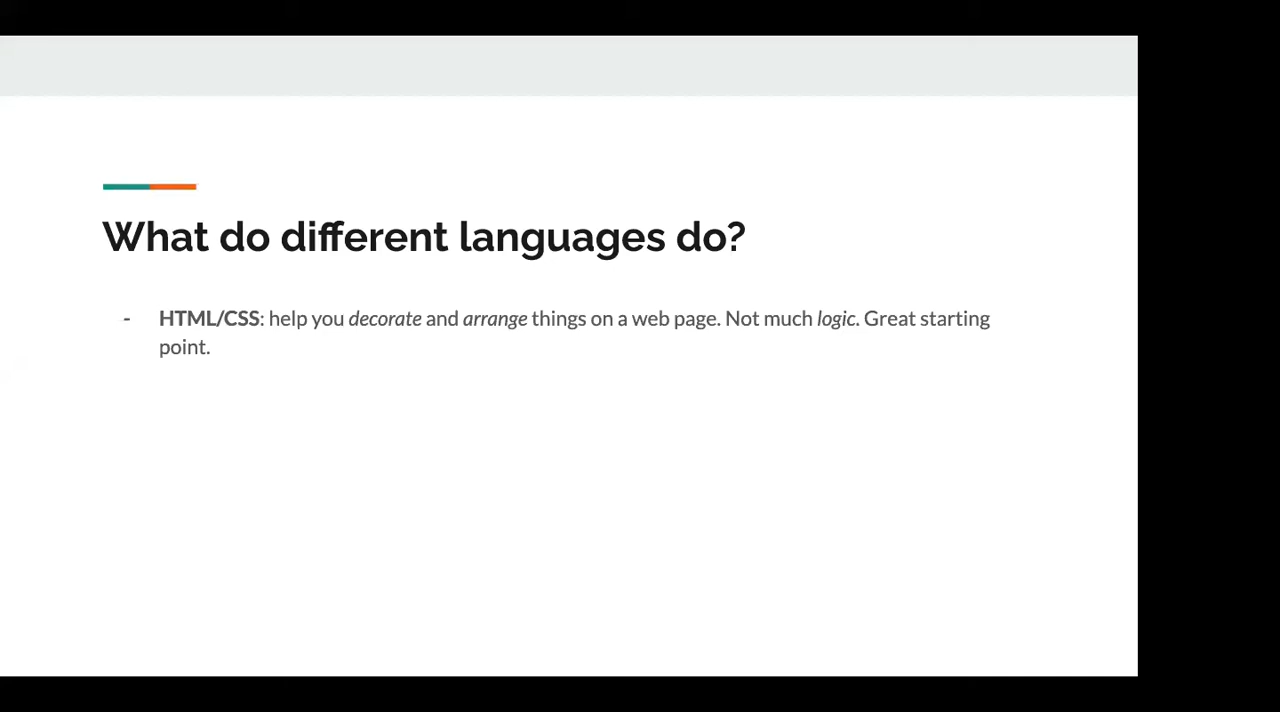 What do different languages do?
- HTML/CSS: help you decorate and arrange things on a web page. Not much logic. Great starting
point.